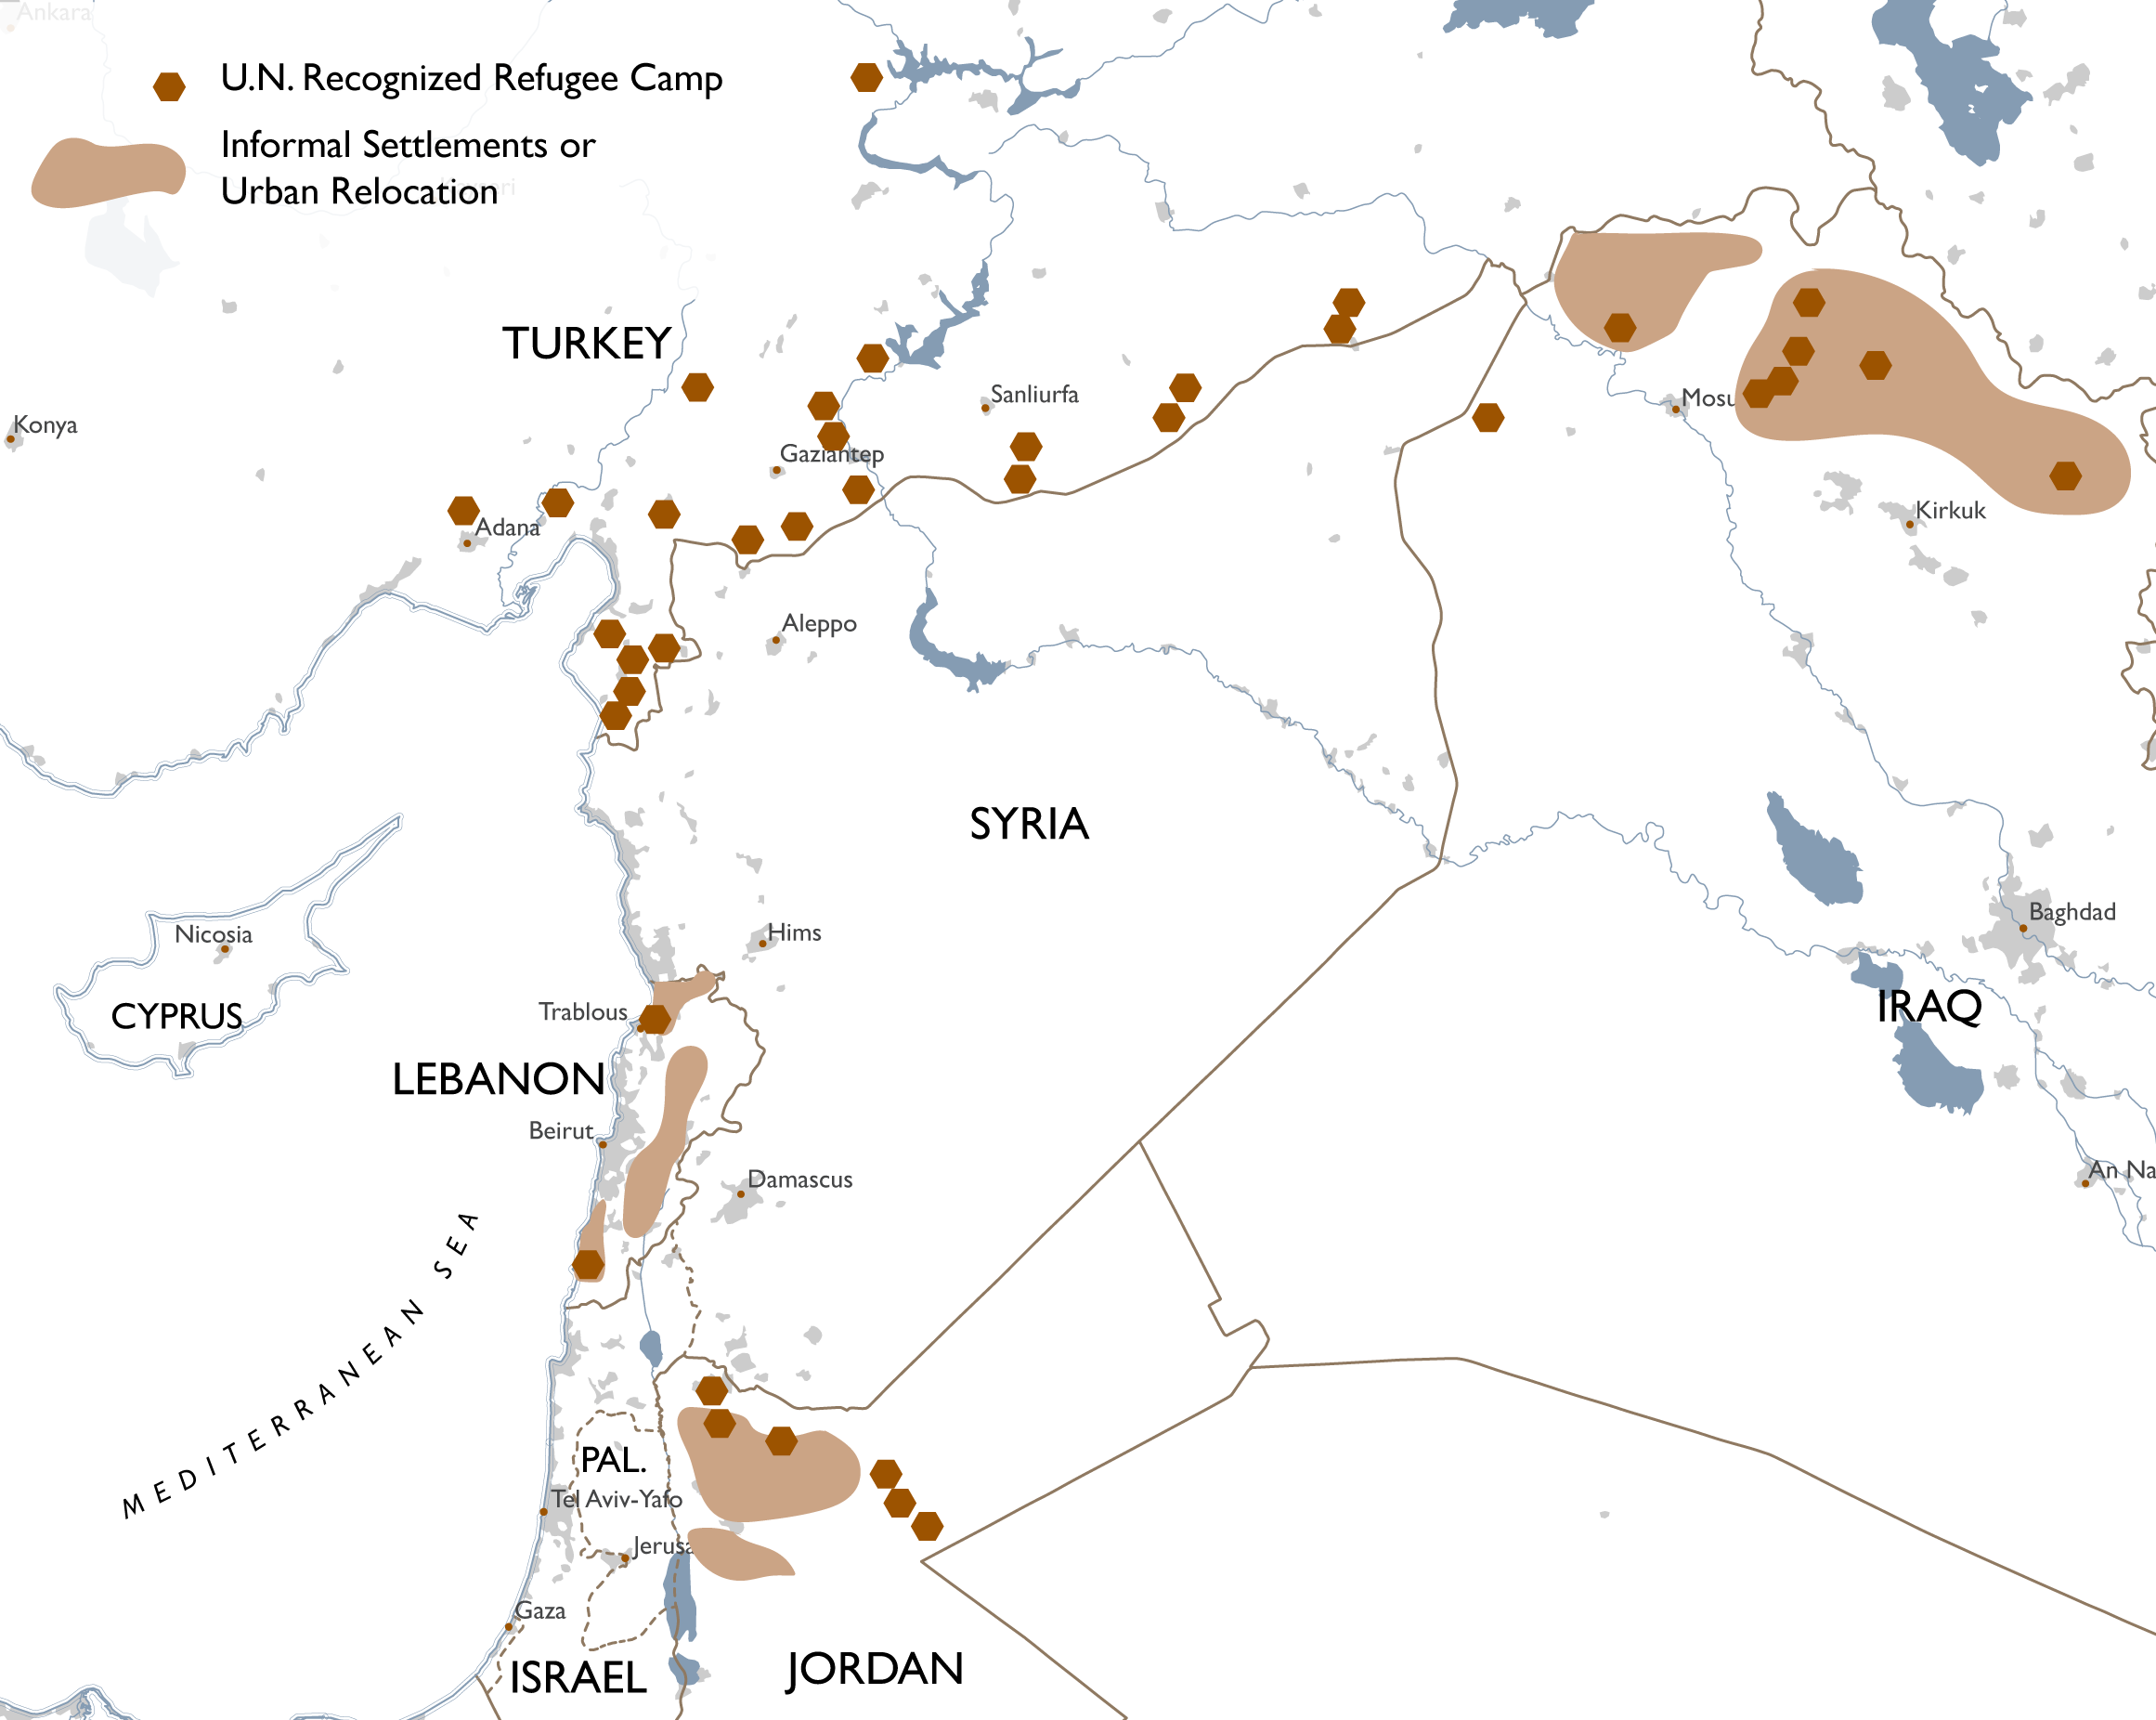 Ankara
U.N. Recognized Refugee Camp
Informal Settlements or
Urban Relocation
TURKEY
Sanliurfa
Konya
Gaziantep
Mosu
Adana
Kirkuk
Aleppo
SYRIA
Nicosia
Hims
Baghdad
CYPRUS
Trablous
IRAQ
LEBANON
Beirut
Damascus
An Na
MEDITERRANEAN SEA
PAL.
Tel Aviv-Yafo
Jerusa
Gaza
ISRAEL
JORDAN